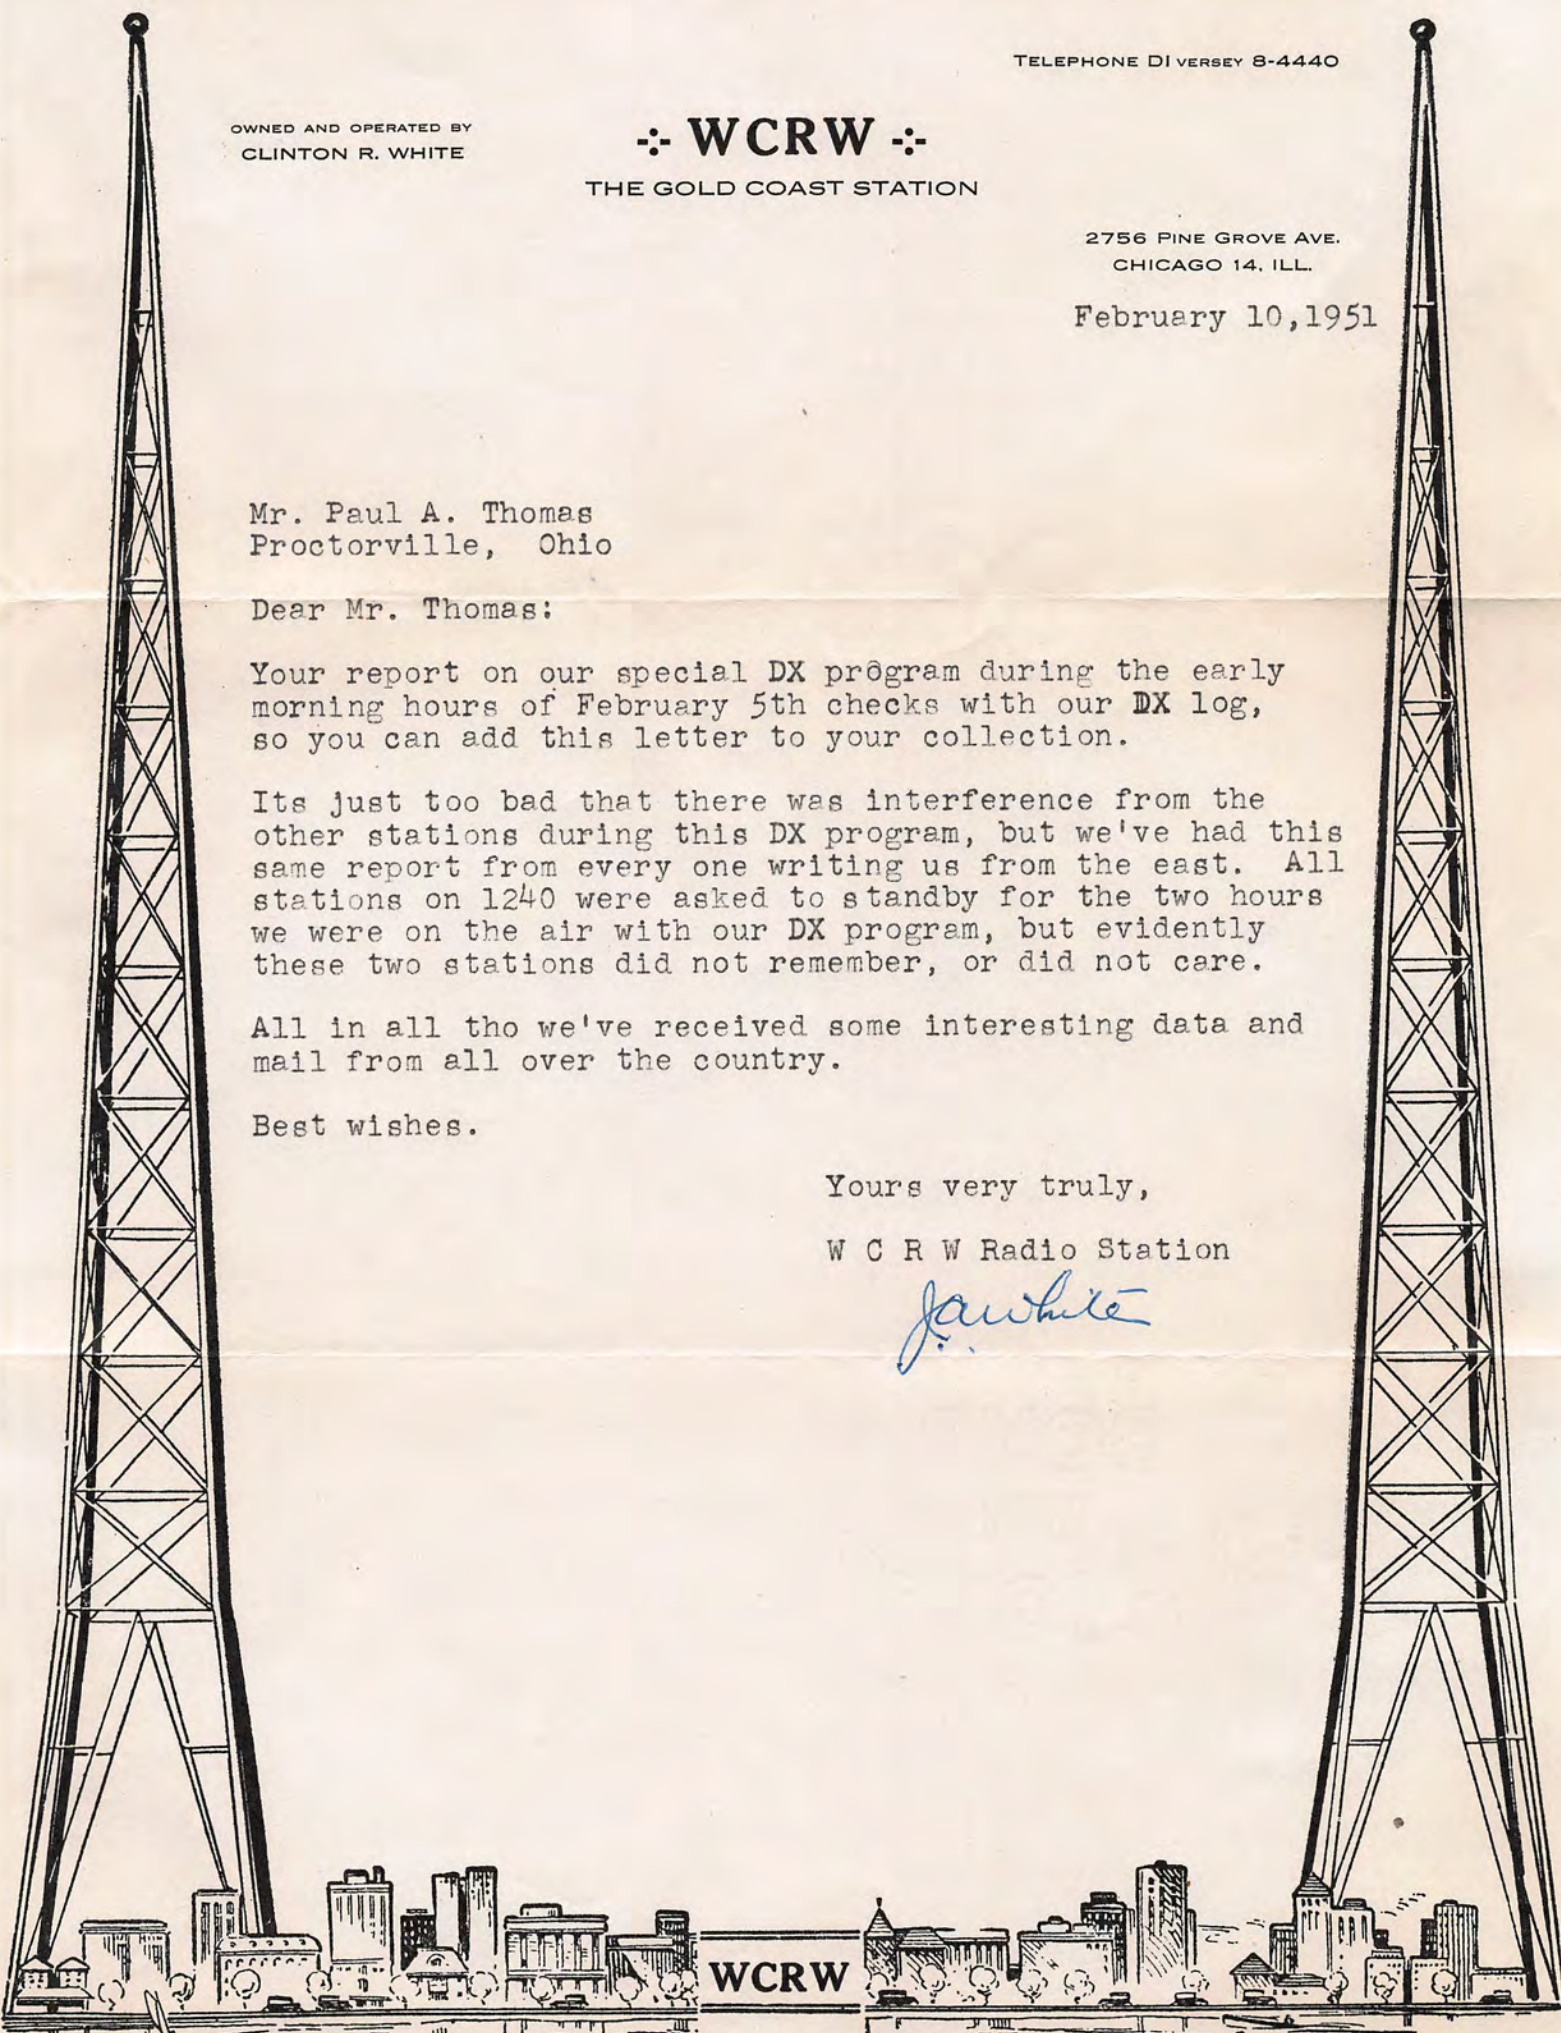 TELEPHONE DIVERSEY 8-4440
OWNED AND OPERATED BY
CLINTON R. WHITE
WCRW
THE GOLD COAST STATION
2756 PINE GROVE AVE.
CHICAGO 14, ILL.
February 10,1951
Mr. Paul A. Thomas
Proctorville, Ohio
Dear Mr. Thomas:
Your report on our special DX program during the early
morning hours of February 5th checks with our DX log,
so you can add this letter to your collection.
Its just too bad that there was interference from the
other stations during this DX program, but we've had this
same report from every one writing us from the east. All
stations on 1240 were asked to standby for the two hours
we were on the air with our DX program, but evidently
these two stations did not remember, or did not care.
All in all tho we've received some interesting data and
mail from all over the country.
Best wishes.
Yours very truly,
W C R W Radio Station
J.A. White
WCRW